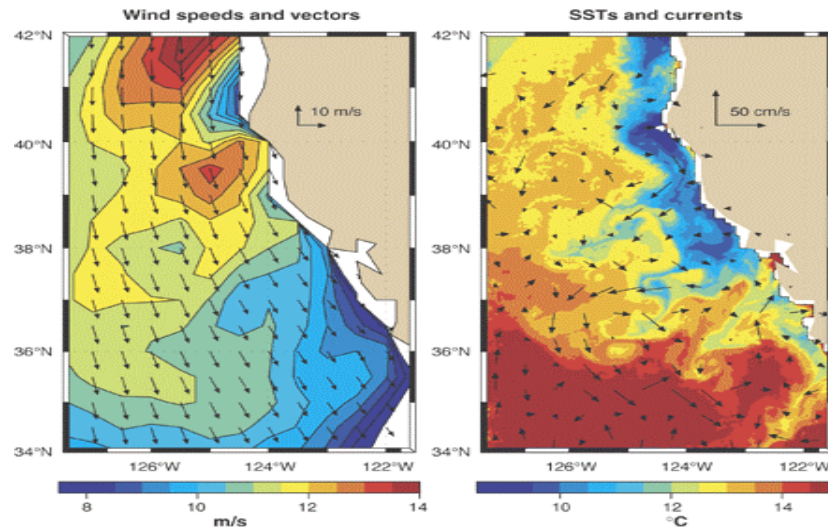 Wind speeds and vectors
SSTs and currents
42°N
40°N
38°N
36°N
34°N
10 m/s
126°W
124°W
122°W
8
10
12
14
m/s
42°N
40°N
38°N
36°N
34°N
50 cm/s
126°W
124°W
122°W
10
12
14
°C